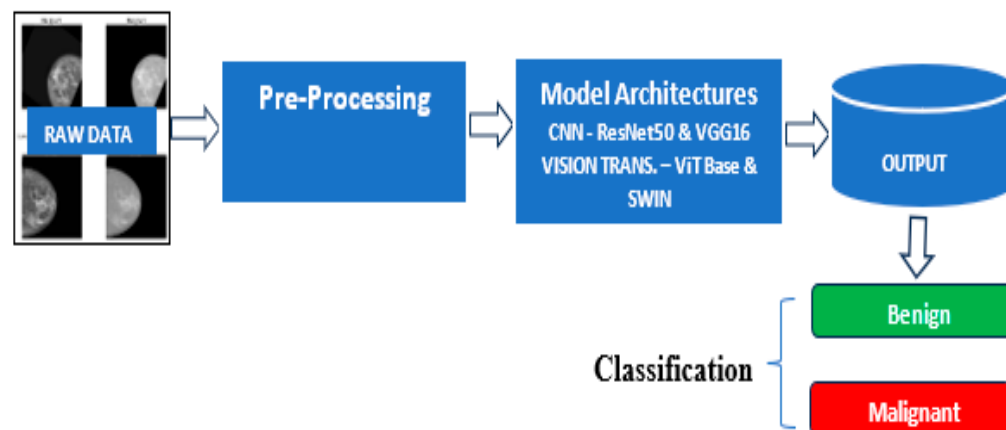 RAW DATA
Pre-Processing
Model Architectures
CNN - ResNet50 & VGG16
VISION TRANS. – ViT Base &
SWIN
OUTPUT
Benign
Classification
Malignant